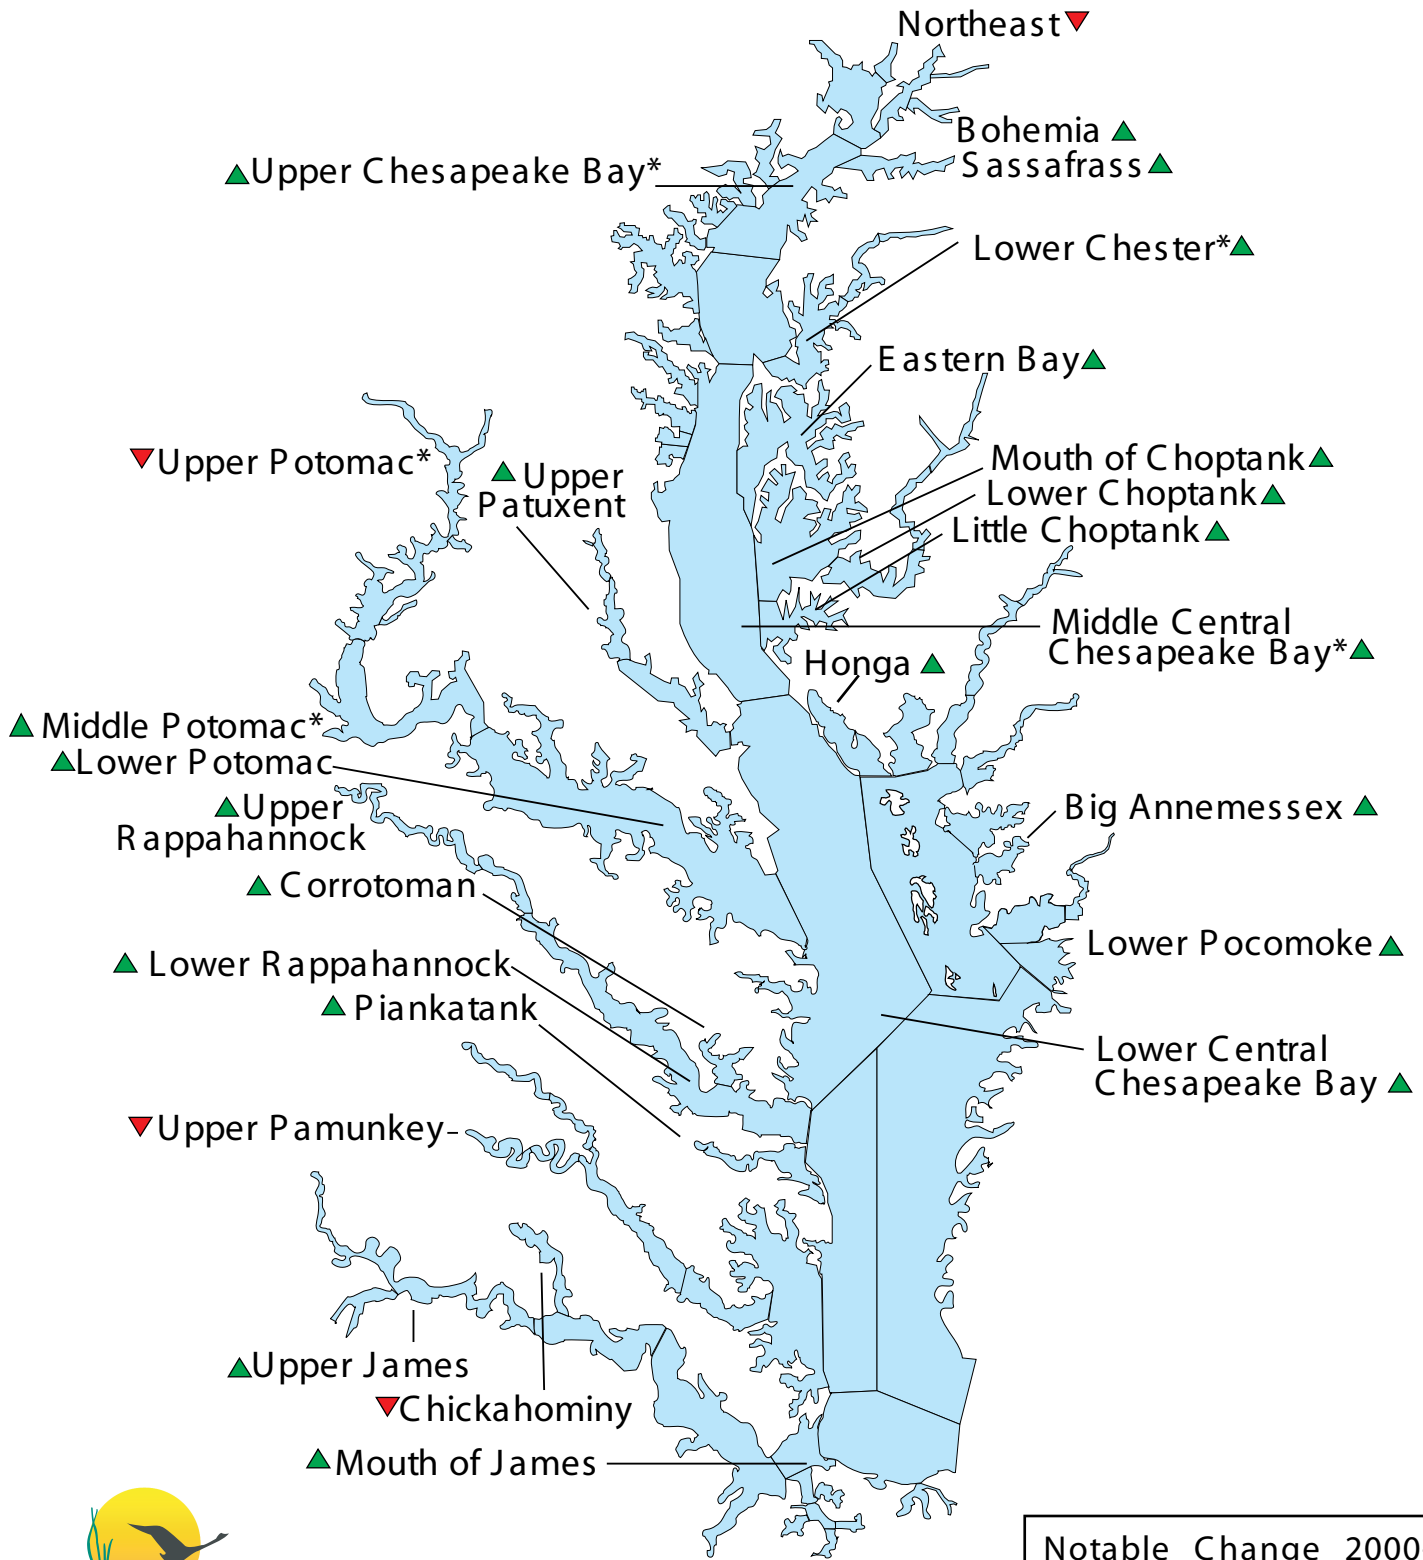 Northeast
Bohemia
Sassafrass
Upper Chesapeake Bay*
Lower Chester*
Eastern Bay
Upper Potomac*
Upper
Patuxent
Mouth of Choptank
Lower Choptank
Little Choptank
Middle Central
Chesapeake Bay*
Honga
Middle Potomac*
Lower Potomac
Upper
Rappahannock
Big Annemessex
Corrotoman
Lower Pocomoke
Lower Rappahannock
Piankatank
Lower Central
Chesapeake Bay
Upper Pamunkey
Upper James
Chickahominy
Mouth of James
Notable Change 2000